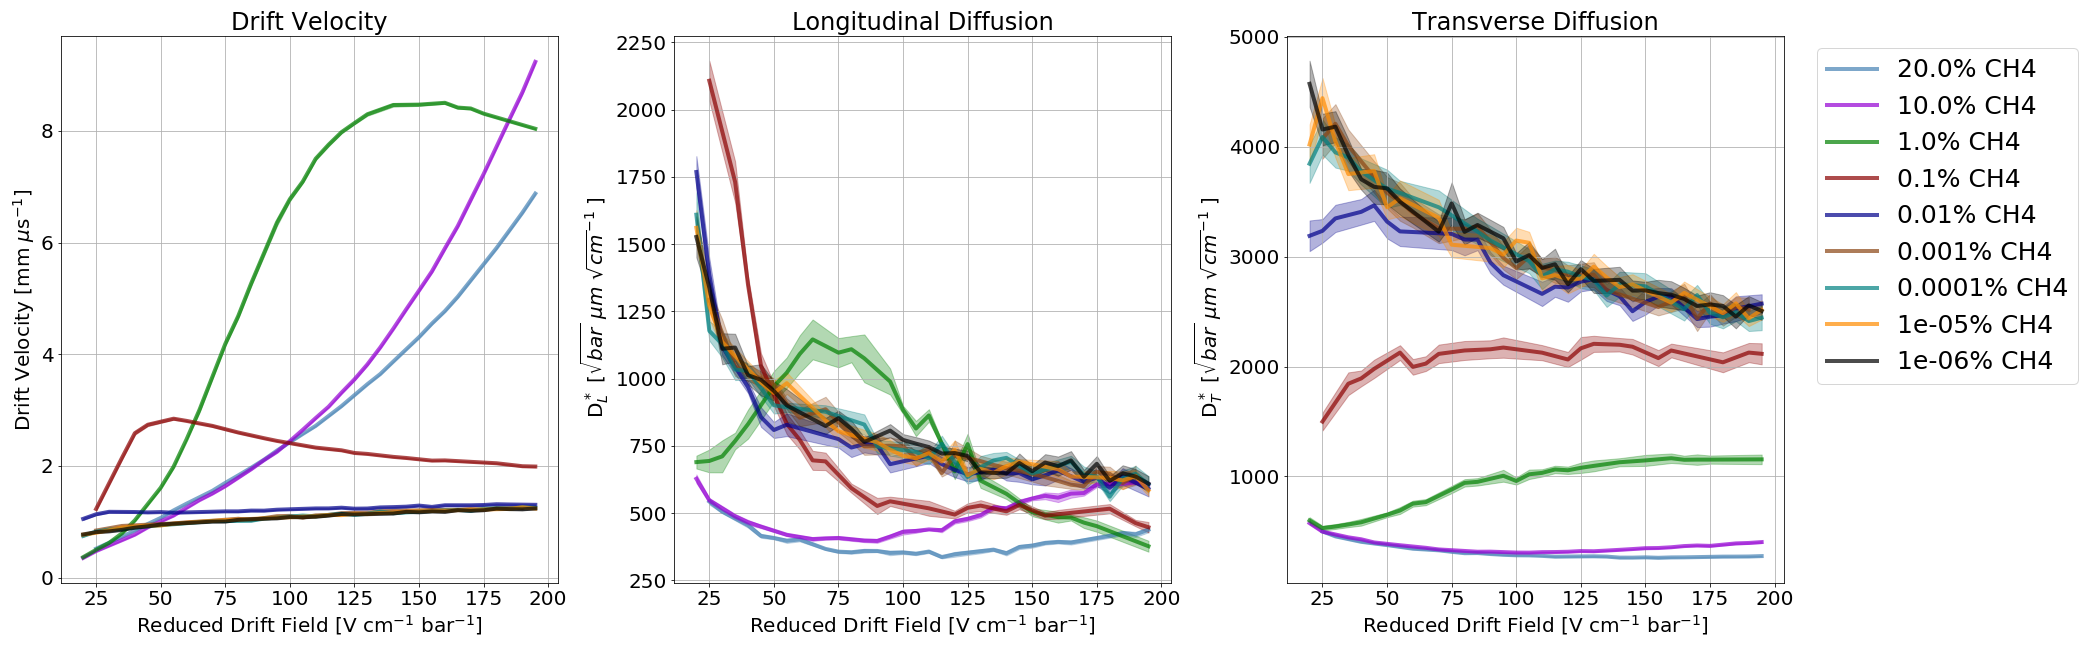 Drift Velocity
Drift Velocity [mm μs⁻¹]
8
6
4
2
0
25 50 75 100 125 150 175 200
Reduced Drift Field [V cm⁻¹ bar⁻¹]
Longitudinal Diffusion
D*_L [√bar μm √cm⁻¹ ]
2250
2000
1750
1500
1250
1000
750
500
250
25 50 75 100 125 150 175 200
Reduced Drift Field [V cm⁻¹ bar⁻¹]
Transverse Diffusion
D*_T [√bar μm √cm⁻¹ ]
5000
4000
3000
2000
1000
25 50 75 100 125 150 175 200
Reduced Drift Field [V cm⁻¹ bar⁻¹]
20.0% CH4
10.0% CH4
1.0% CH4
0.1% CH4
0.01% CH4
0.001% CH4
0.0001% CH4
1e-05% CH4
1e-06% CH4